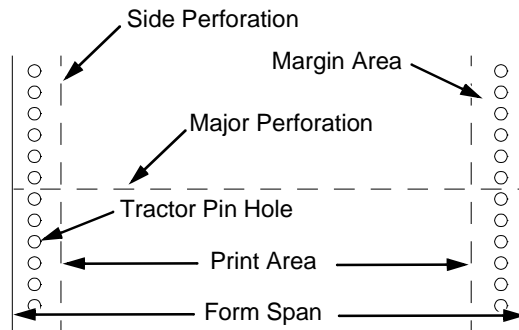 Side Perforation
Margin Area
Major Perforation
Tractor Pin Hole
Print Area
Form Span